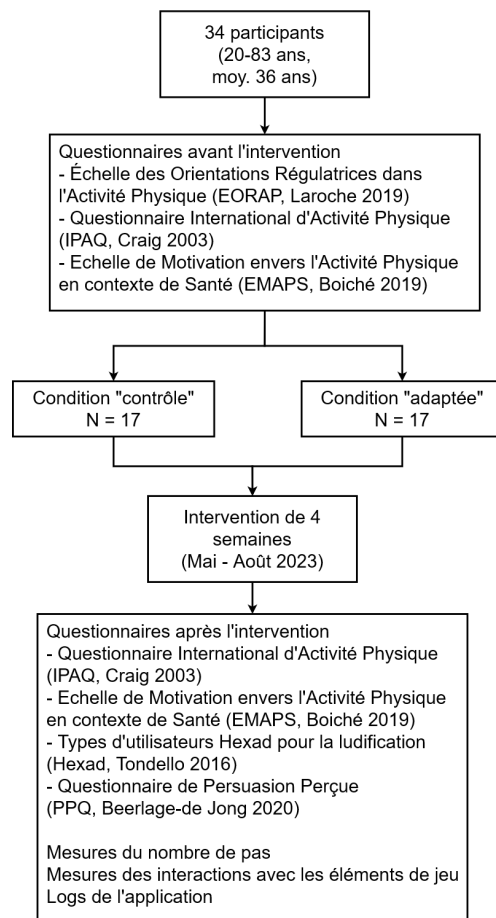 34 participants
(20-83 ans,
moy. 36 ans)
Questionnaires avant l'intervention
- Échelle des Orientations Régulatrices dans
l'Activité Physique (EORAP, Laroche 2019)
- Questionnaire International d'Activité Physique
(IPAQ, Craig 2003)
- Echelle de Motivation envers l'Activité Physique
en contexte de Santé (EMAPS, Boiché 2019)
Condition "contrôle"
N = 17
Condition "adaptée"
N = 17
Intervention de 4
semaines
(Mai - Août 2023)
Questionnaires après l'intervention
- Questionnaire International d'Activité Physique
(IPAQ, Craig 2003)
- Echelle de Motivation envers l'Activité Physique
en contexte de Santé (EMAPS, Boiché 2019)
- Types d'utilisateurs Hexad pour la ludification
(Hexad, Tondello 2016)
- Questionnaire de Persuasion Perçue
(PPQ, Beerlage-de Jong 2020)
Mesures du nombre de pas
Mesures des interactions avec les éléments de jeu
Logs de l'application